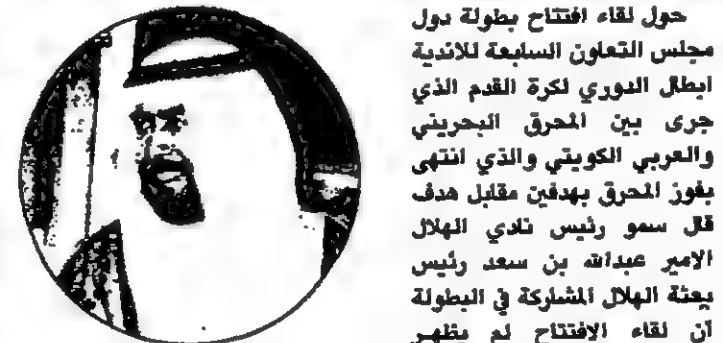 حول لقاء افتتاح بطولة دول
مجلس التعاون السابعة للاندية
ابطال الدوري لكرة القدم الذي
جرى بين المحرق البحريني
والعربي الكويتي والذي انتهى
بفوز المحرق بهدفين مقابل هدف
قال سمو رئيس نادي الهلال
الامير عبدالله بن سعد رئيس
بعثة الهلال المشاركة في البطولة
أن لقاء الافتتاح لم يظهر